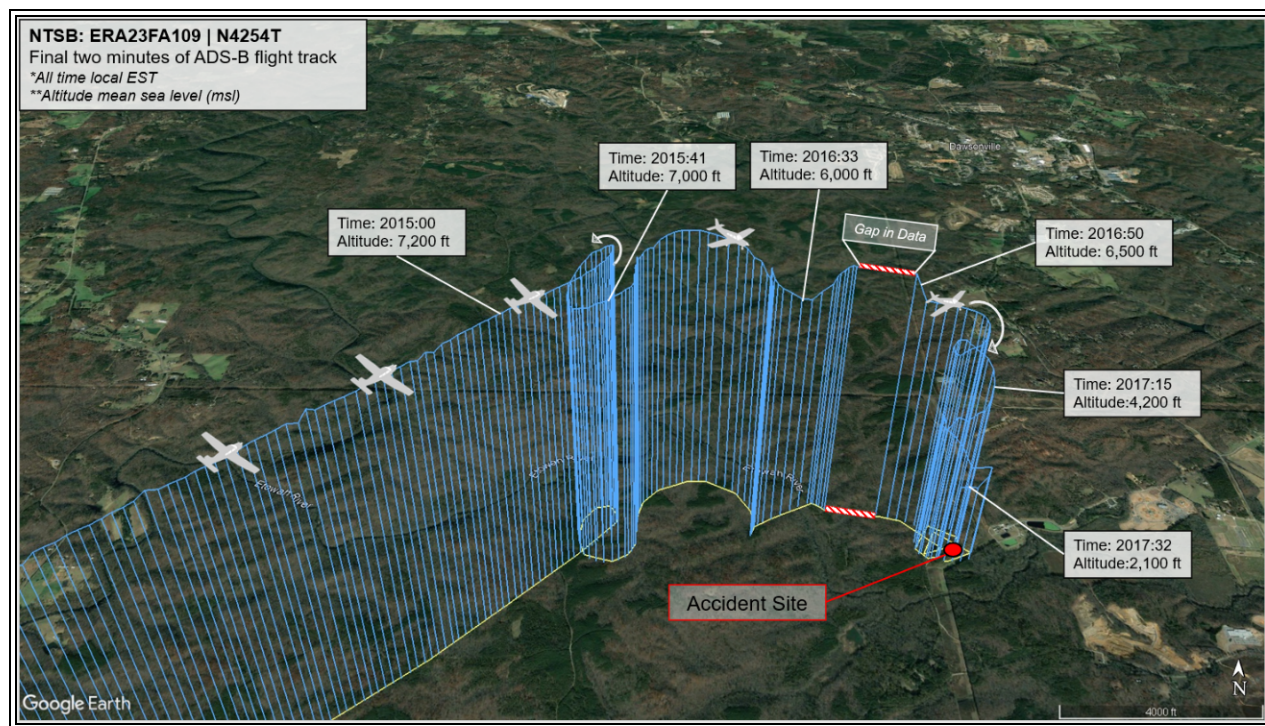 NTSB: ERA23FA109 | N4254T
Final two minutes of ADS-B flight track
*All time local EST
**Altitude mean sea level (msl)
Dawsonville
Time: 2015:41
Altitude: 7,000 ft
Time: 2016:33
Altitude: 6,000 ft
Time: 2015:00
Altitude: 7,200 ft
Gap in Data
Time: 2016:50
Altitude: 6,500 ft
Time: 2017:15
Altitude:4,200 ft
Etowah River
Etowah River
Time: 2017:32
Altitude:2,100 ft
Accident Site
Google Earth
N
4000 ft